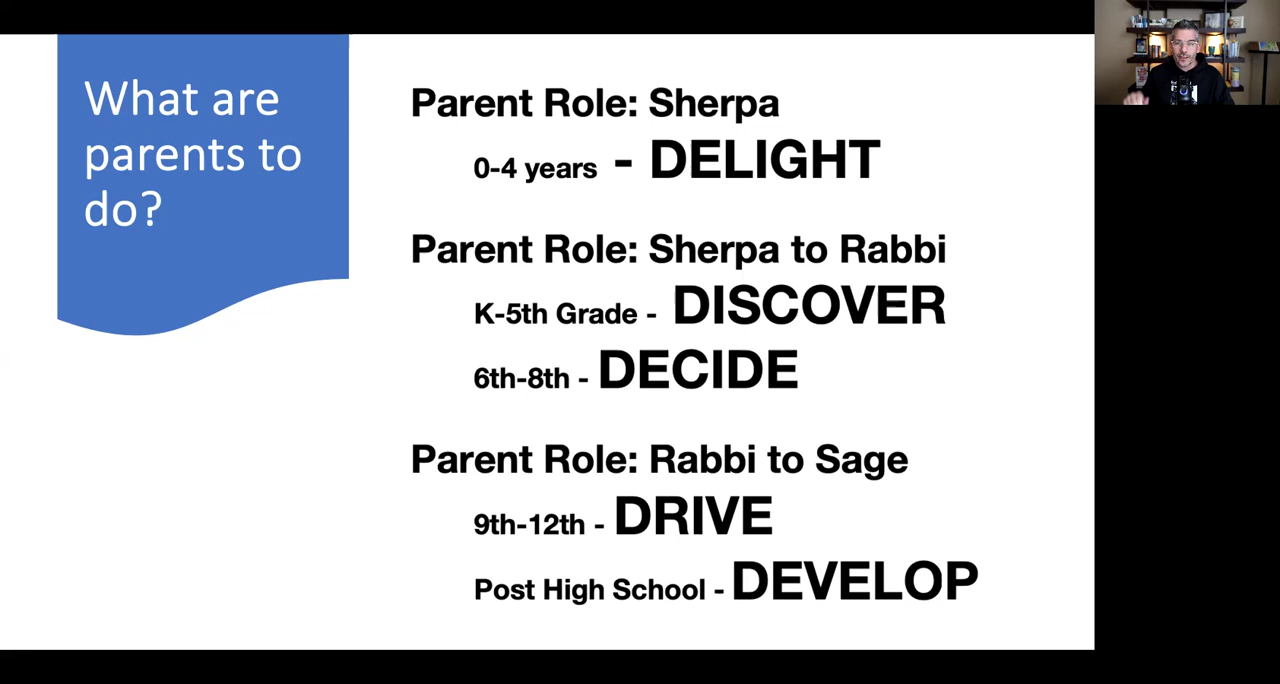 What are
parents to
do?
Parent Role: Sherpa
0-4 years - DELIGHT
Parent Role: Sherpa to Rabbi
K-5th Grade - DISCOVER
6th-8th - DECIDE
Parent Role: Rabbi to Sage
9th-12th - DRIVE
Post High School - DEVELOP